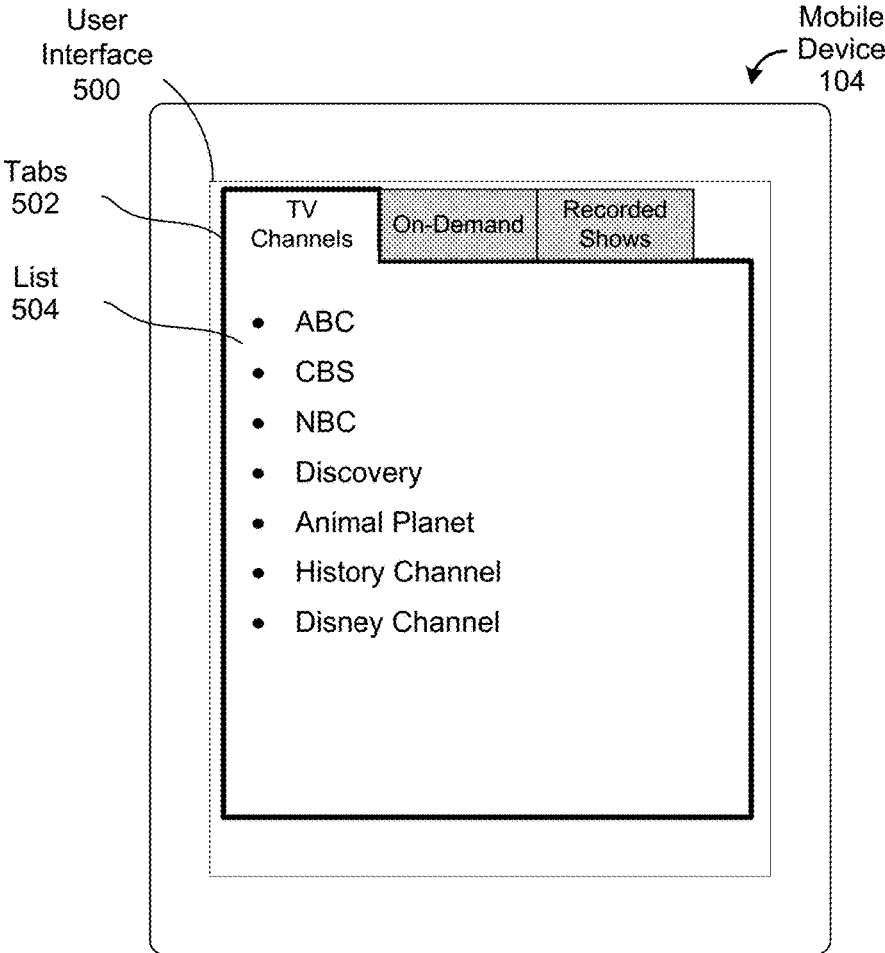 User
Interface
500
Mobile
Device
104
Tabs
502
TV
Channels
On-Demand
Recorded
Shows
List
504
• ABC
• CBS
• NBC
• Discovery
• Animal Planet
• History Channel
• Disney Channel